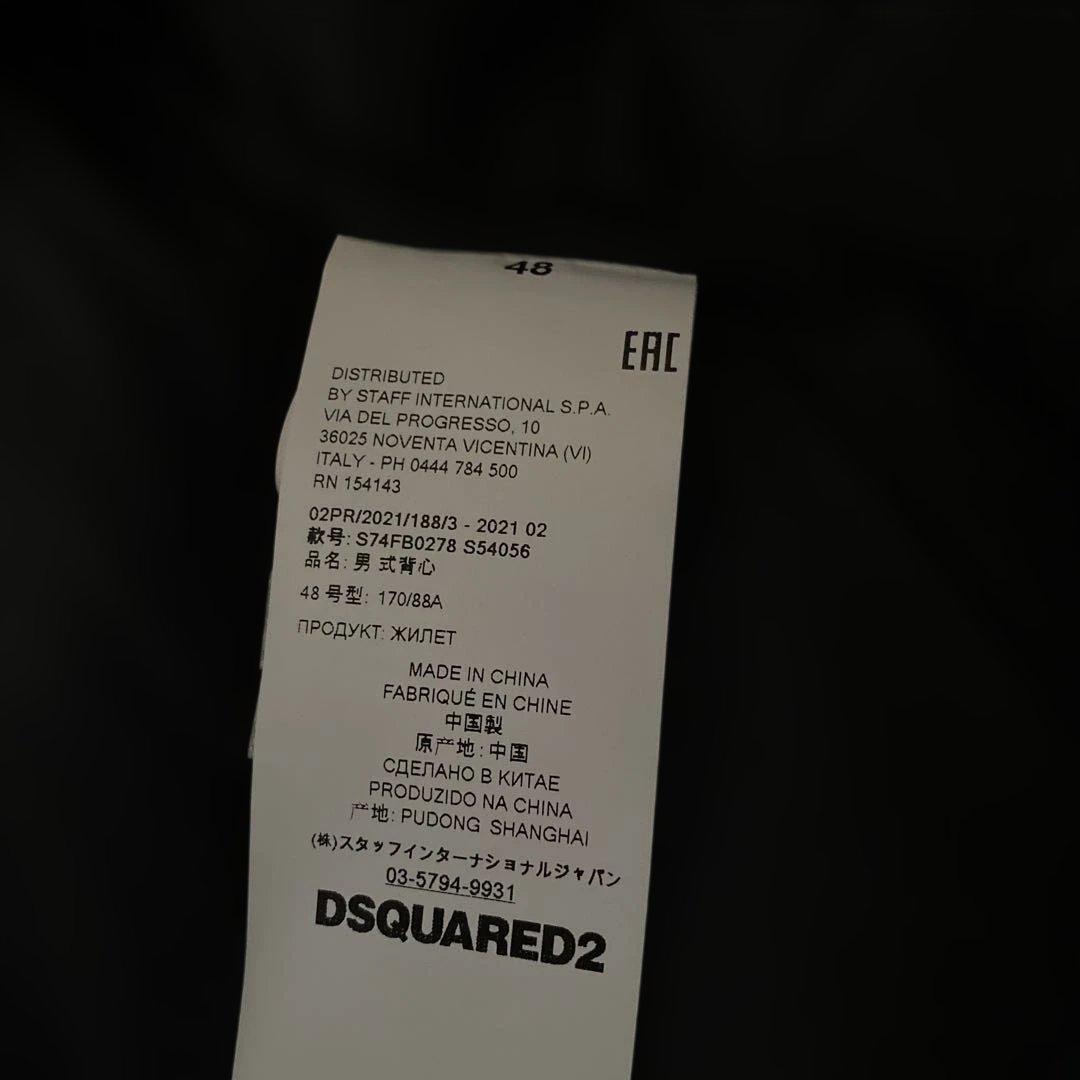 48
EAC
DISTRIBUTED
BY STAFF INTERNATIONAL S.P.A.
VIA DEL PROGRESSO, 10
36025 NOVENTA VICENTINA (VI)
ITALY - PH 0444 784 500
RN 154143
02PR/2021/188/3 - 2021 02
款号: S74FB0278 S54056
品名: 男 式背心
48 号型: 170/88A
ПРОДУКТ: ЖИЛЕТ
MADE IN CHINA
FABRIQUÉ EN CHINE
中国製
原产地: 中国
СДЕЛАНО В КИТАЕ
PRODUZIDO NA CHINA
产地: PUDONG SHANGHAI
(株)スタッフインターナショナルジャパン
03-5794-9931
DSQUARED2